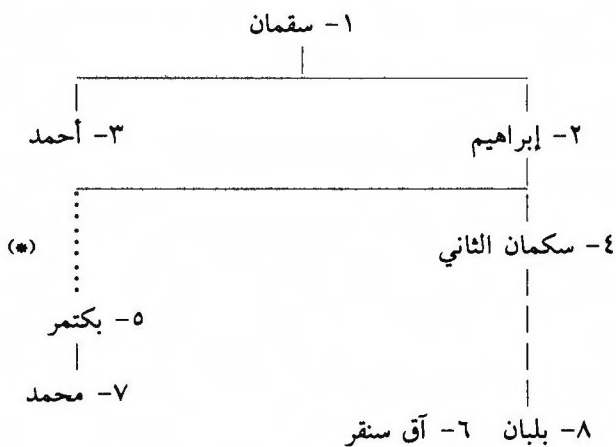 ١- سقمان
٢- إبراهيم ٣- أحمد
٤- سكمان الثاني (*)
٥- بكتمر
٧- محمد
٨- بلبان ٦- آق سنقر